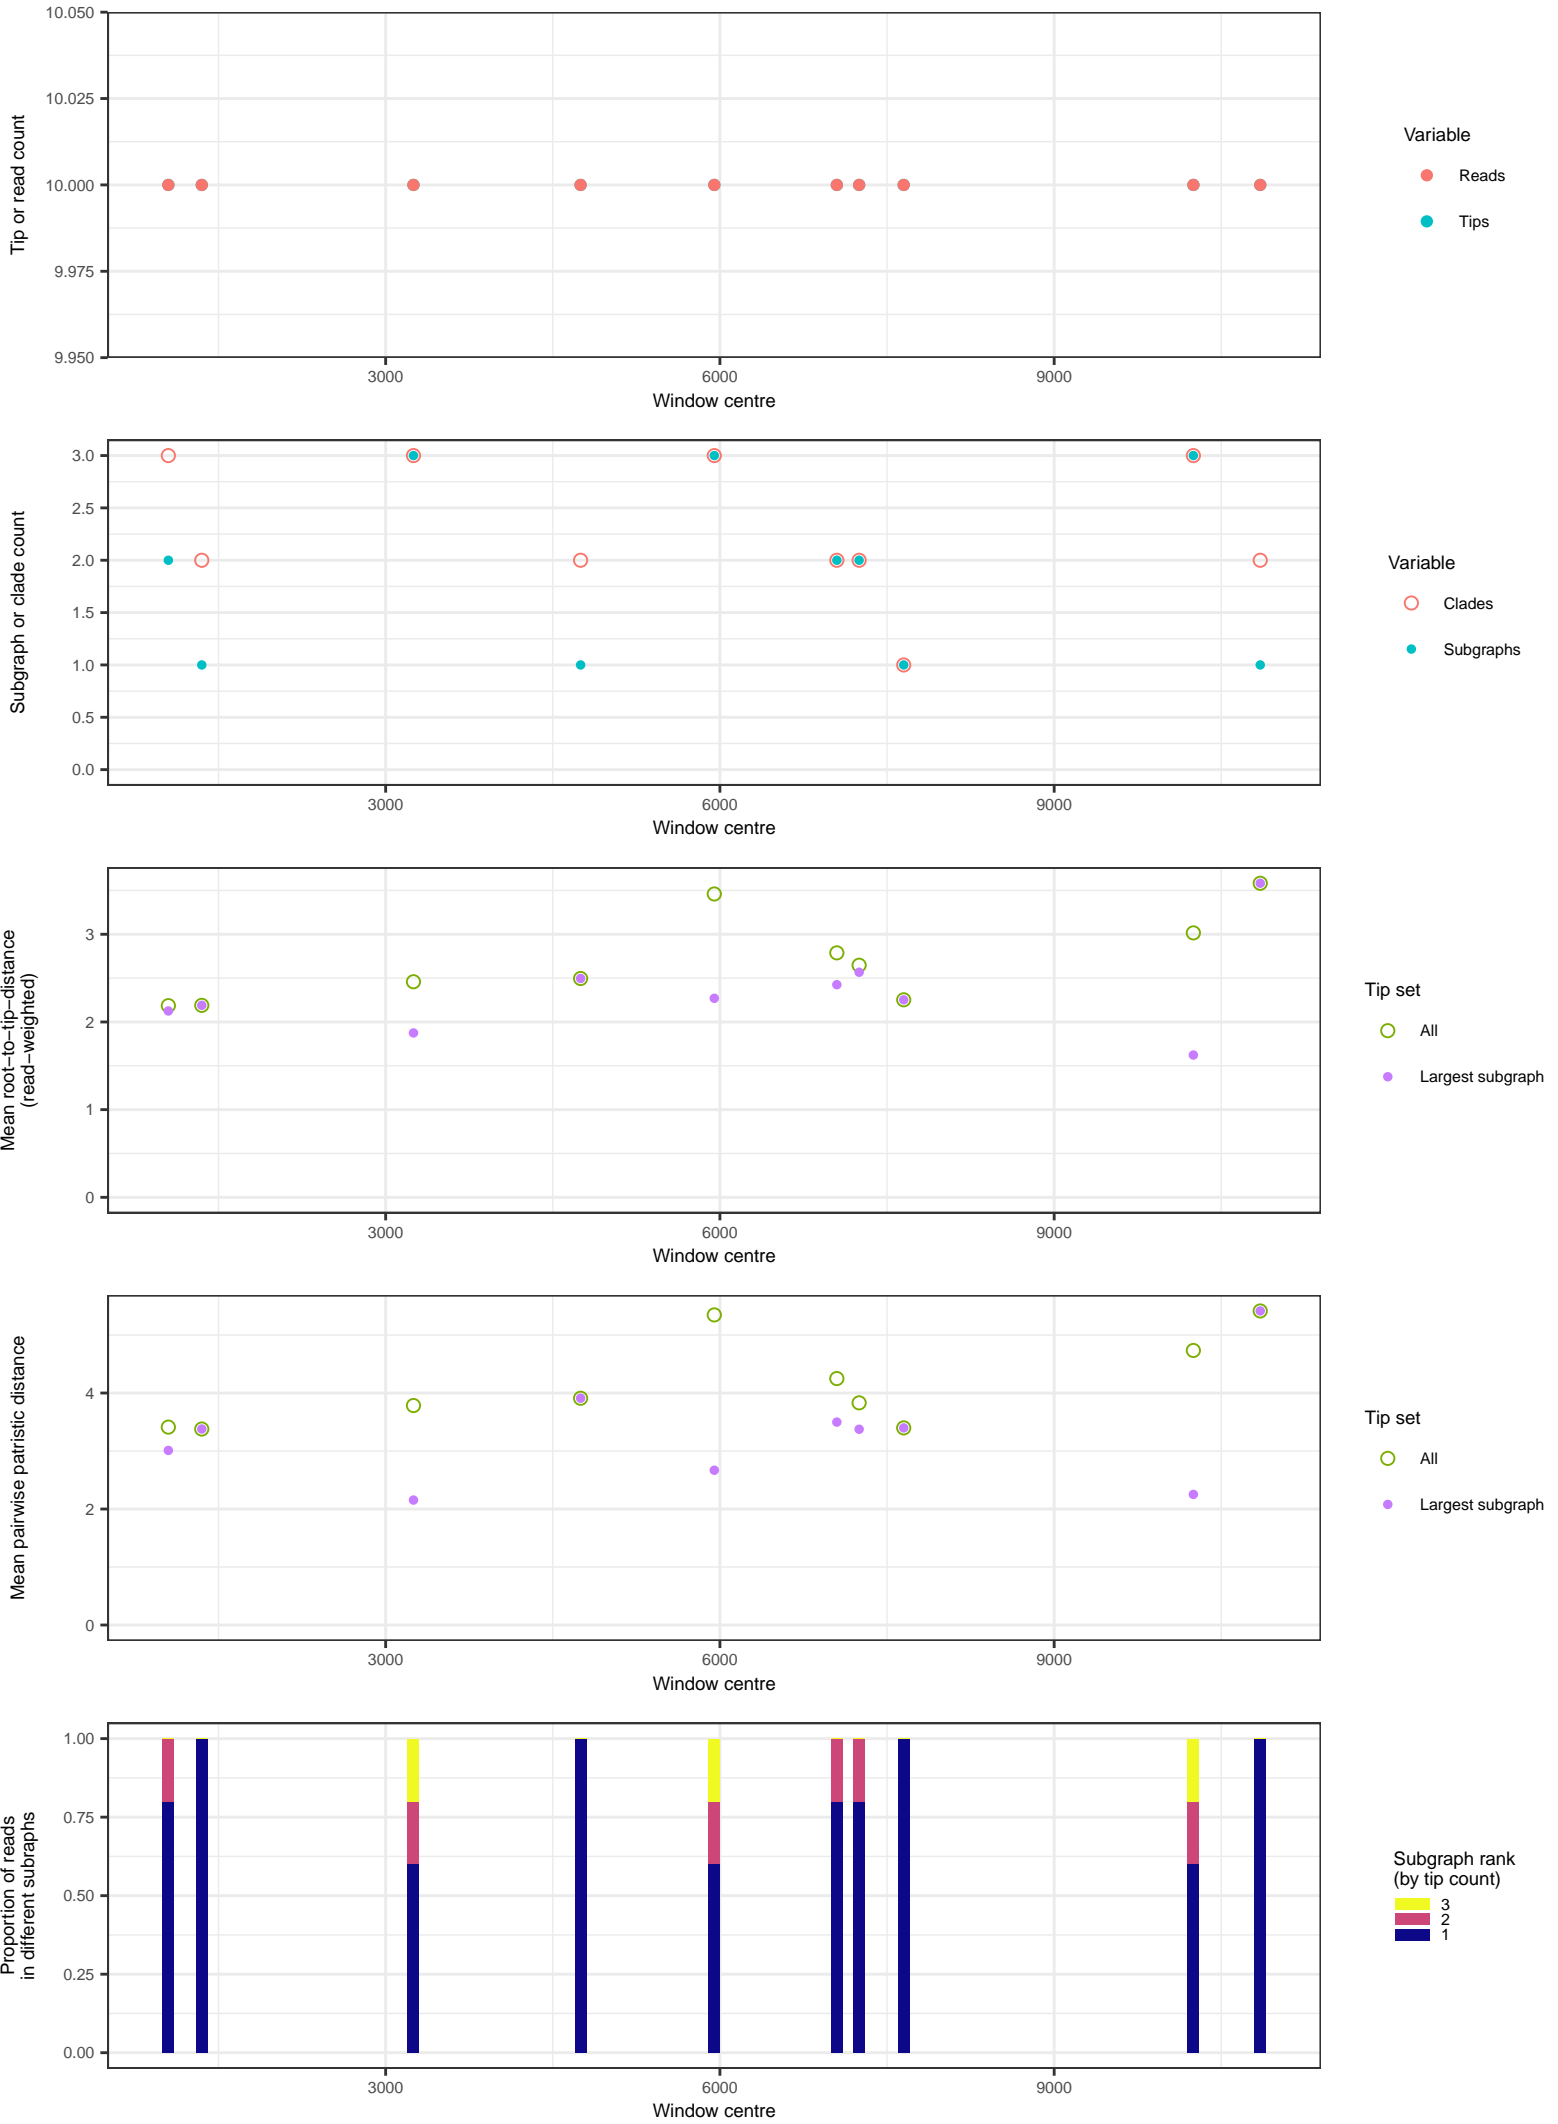 10.050
10.025
10.000
9.975
9.950
Tip or read count
3000 6000 9000
Window centre
Variable
Reads
Tips
3.0
2.5
2.0
1.5
1.0
0.5
0.0
Subgraph or clade count
3000 6000 9000
Window centre
Variable
Clades
Subgraphs
3
2
1
0
Mean root−to−tip−distance
(read−weighted)
3000 6000 9000
Window centre
Tip set
All
Largest subgraph
4
2
0
Mean pairwise patristic distance
3000 6000 9000
Window centre
Tip set
All
Largest subgraph
1.00
0.75
0.50
0.25
0.00
Proportion of reads
in different subraphs
3000 6000 9000
Window centre
Subgraph rank
(by tip count)
3
2
1